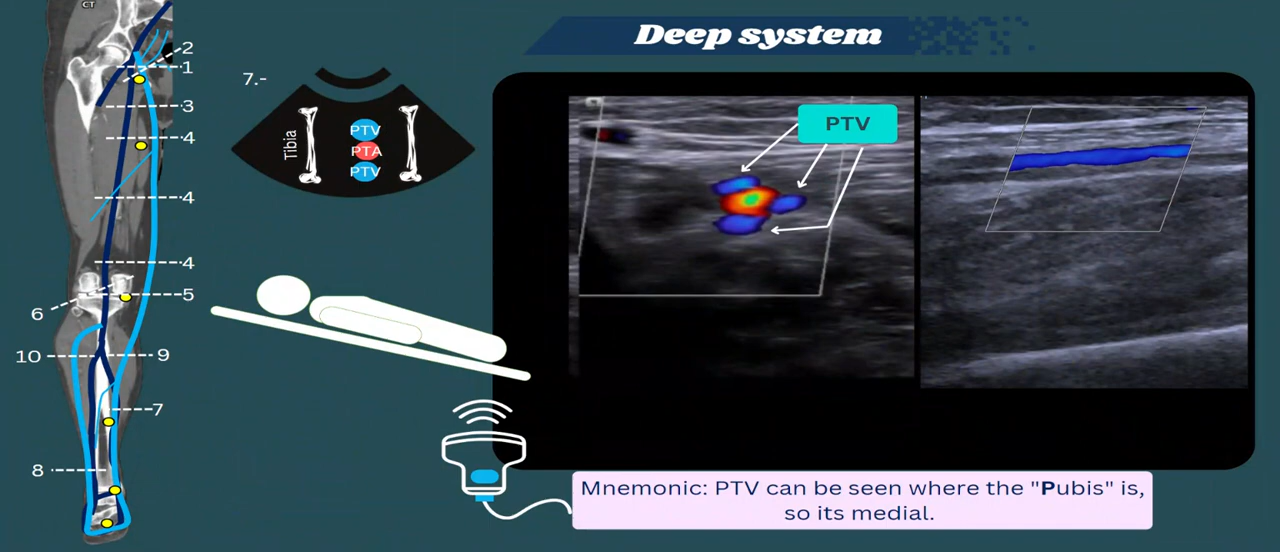 CT
Deep system
2
1
3
4
4
4
5
6
10
9
7
8
7.-
Tibia
PTV
PTA
PTV
PTV
Mnemonic: PTV can be seen where the "Pubis" is,
so its medial.